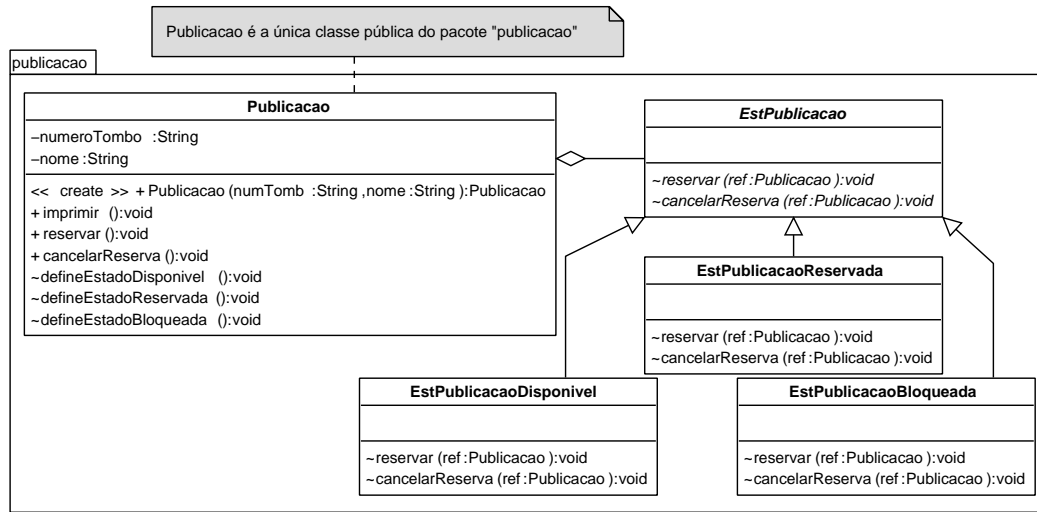 Publicacao é a única classe pública do pacote "publicacao"
publicacao
Publicacao
−numeroTombo :String
−nome :String
<< create >> +Publicacao (numTomb :String ,nome :String ):Publicacao
+imprimir ():void
+reservar ():void
+cancelarReserva ():void
~defineEstadoDisponivel ():void
~defineEstadoReservada ():void
~defineEstadoBloqueada ():void
EstPublicacao
~reservar (ref :Publicacao ):void
~cancelarReserva (ref :Publicacao ):void
EstPublicacaoReservada
~reservar (ref :Publicacao ):void
~cancelarReserva (ref :Publicacao ):void
EstPublicacaoDisponivel
~reservar (ref :Publicacao ):void
~cancelarReserva (ref :Publicacao ):void
EstPublicacaoBloqueada
~reservar (ref :Publicacao ):void
~cancelarReserva (ref :Publicacao ):void